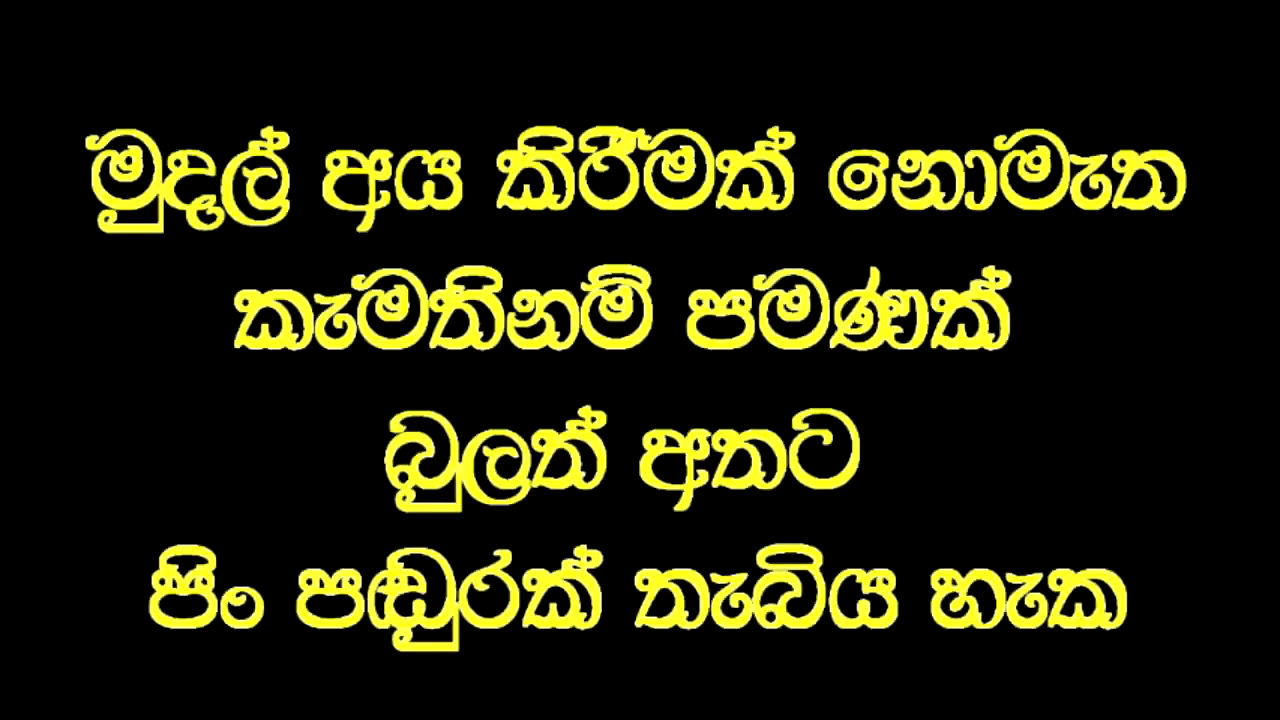 මුදල් අය කිරීමක් නොමැත
කැමතිනම් පමණක්
බුලත් අතට
පිං පඬුරක් තැබිය හැක